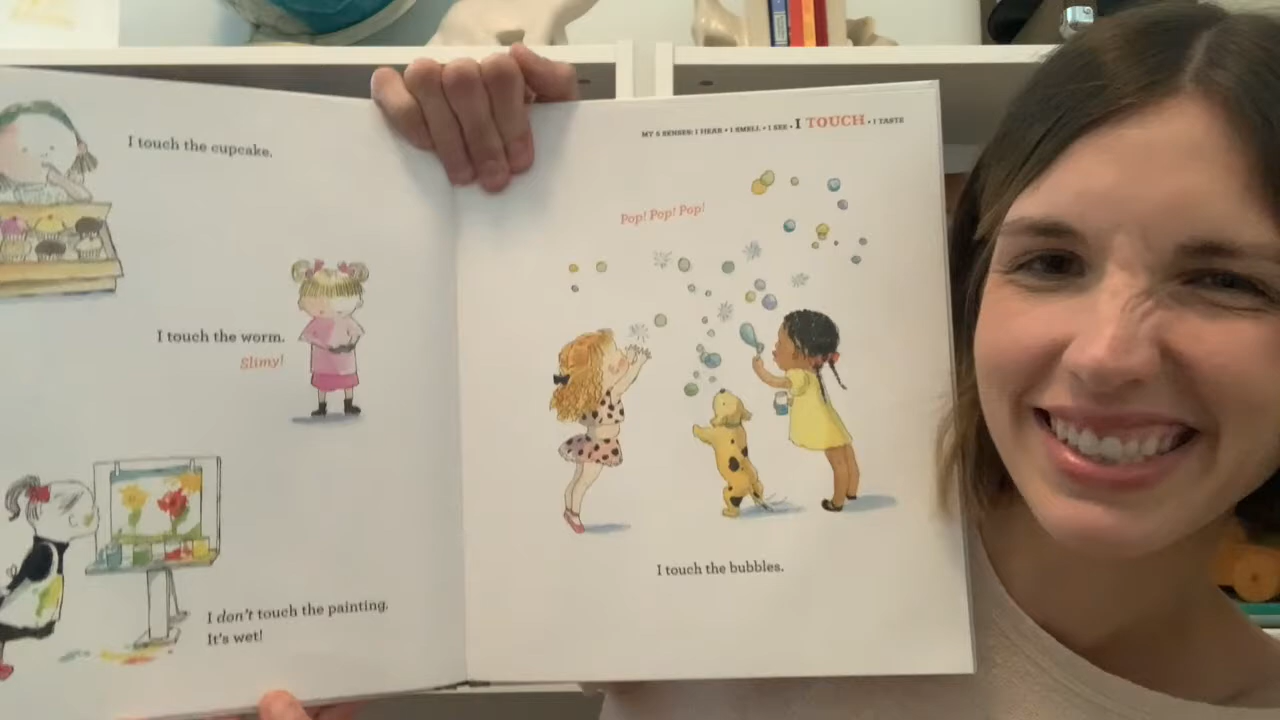 I touch the cupcake.
I touch the worm.
Slimy!
I don't touch the painting.
It's wet!
MY 5 SENSES: I HEAR • I SMELL • I SEE • I TOUCH • I TASTE
Pop! Pop! Pop!
I touch the bubbles.